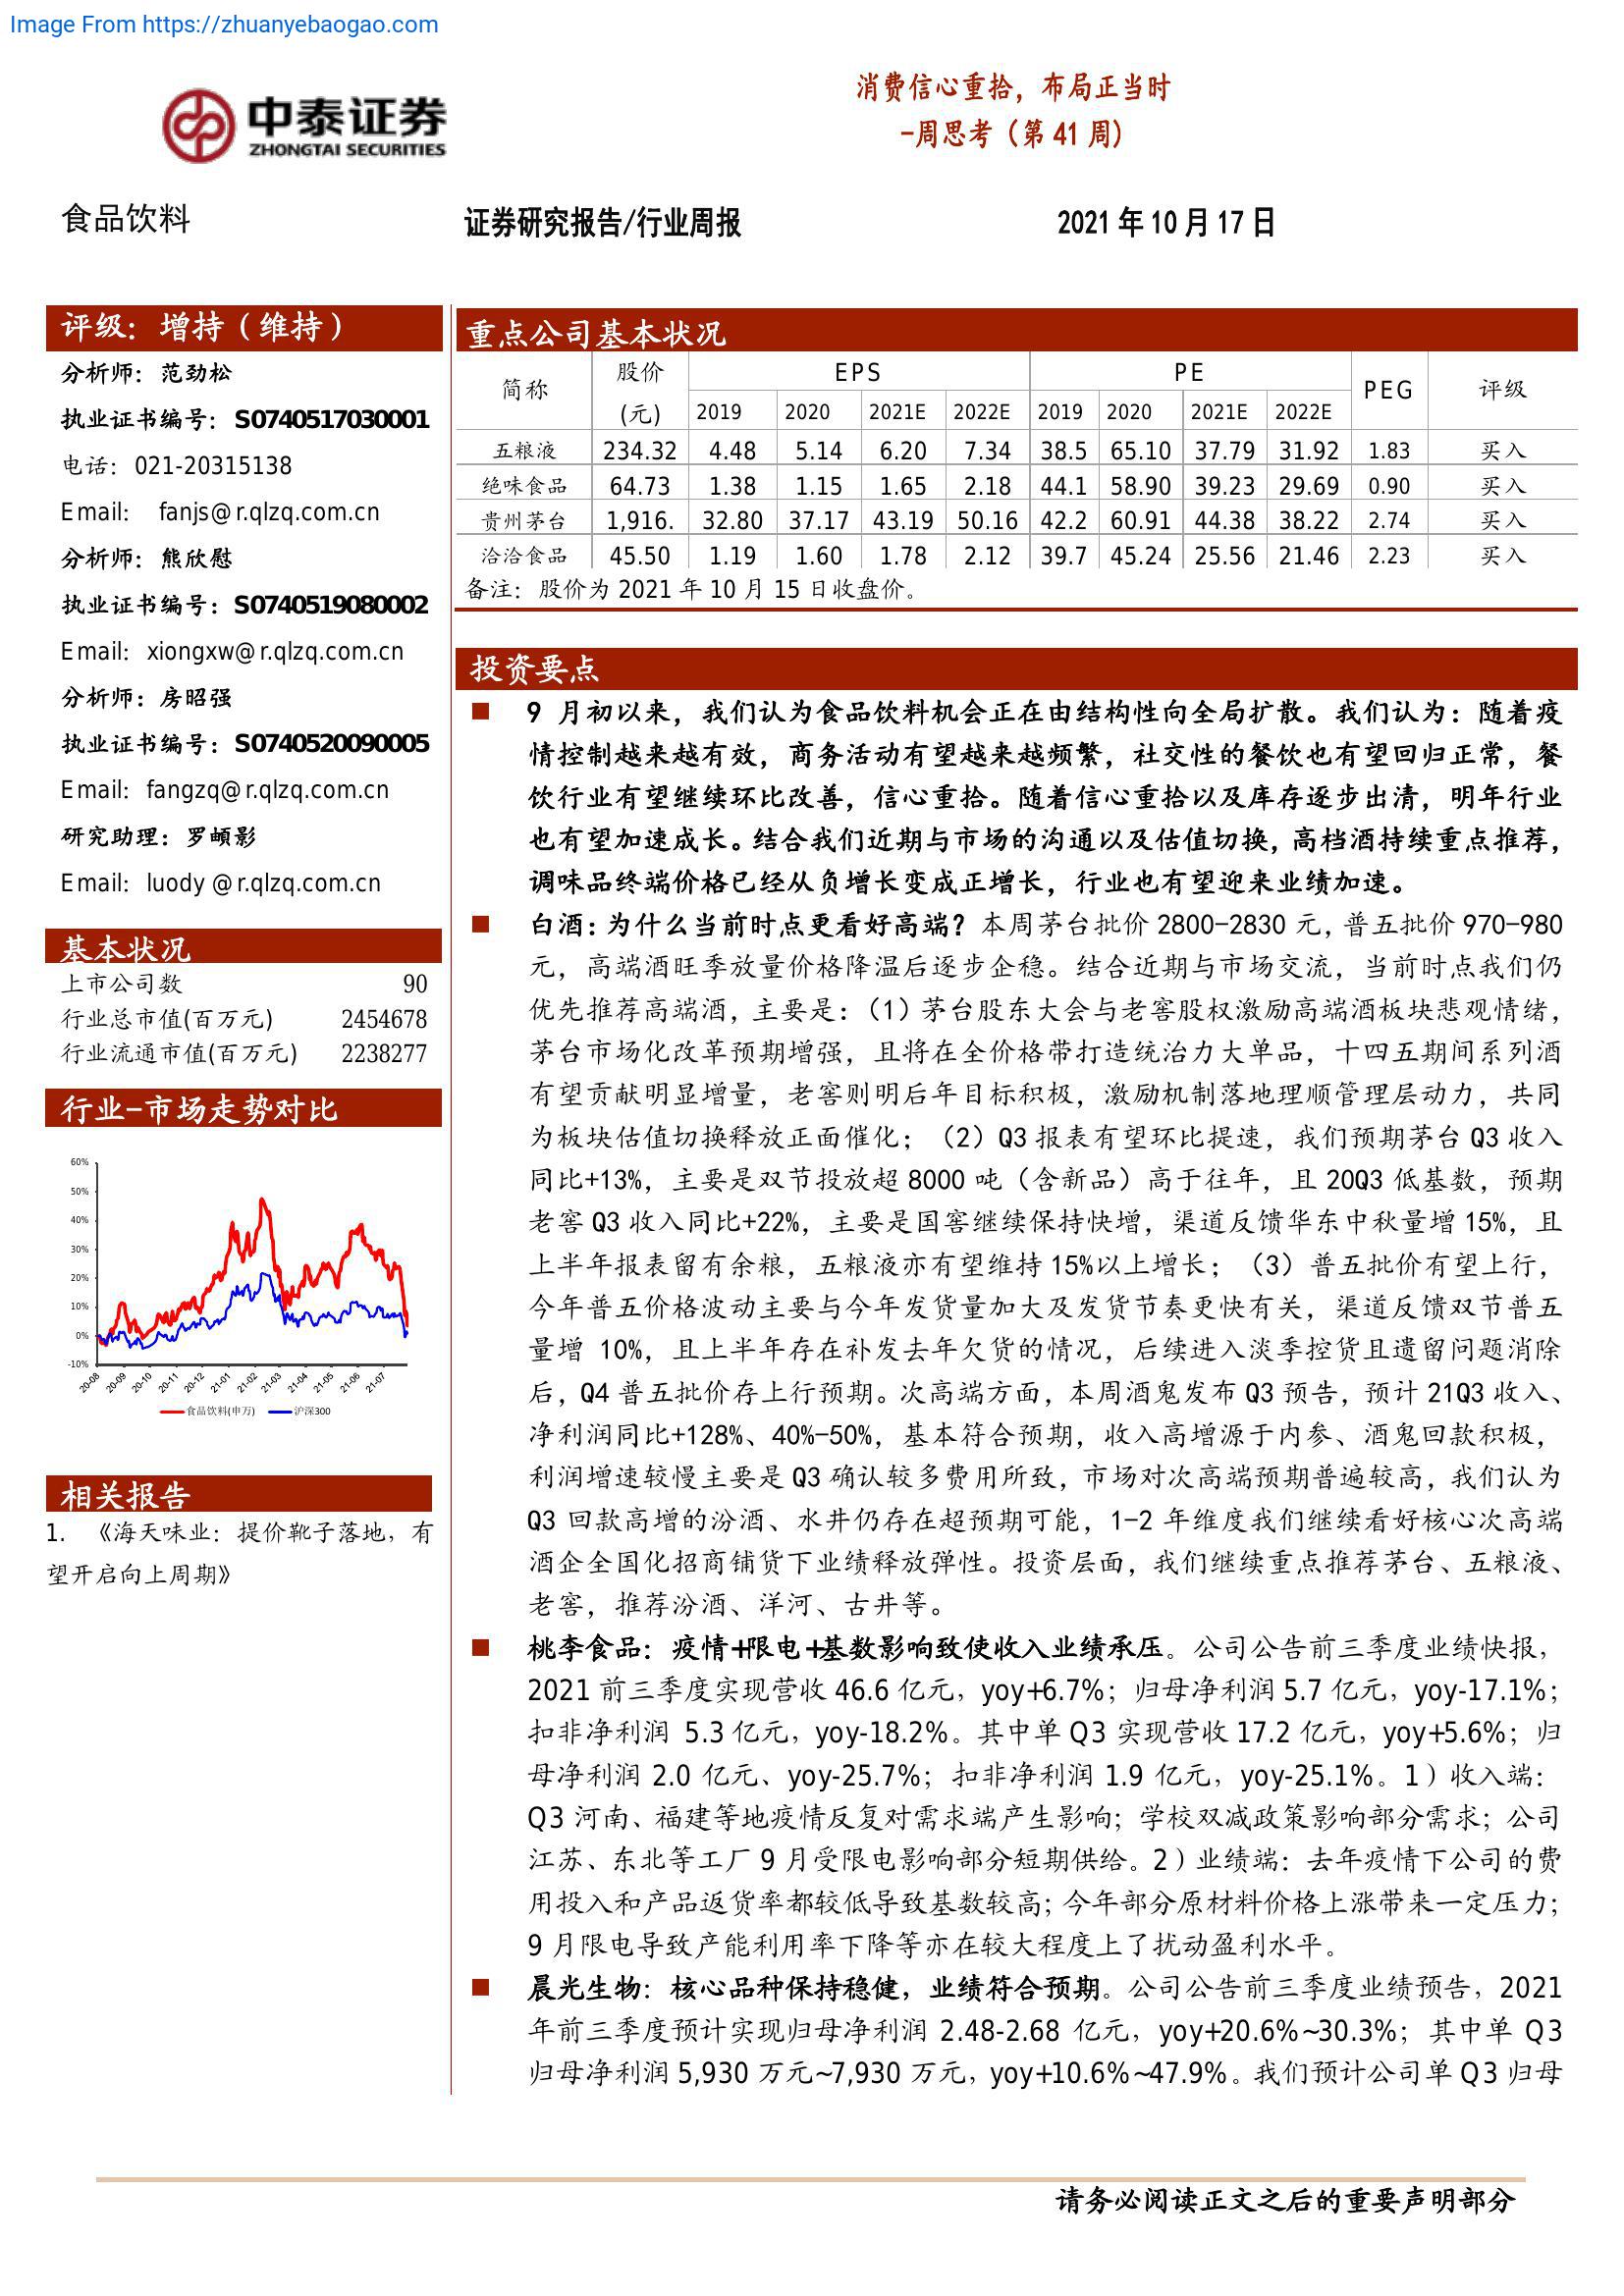 Image From https://zhuanyebaogao.com
中泰证券
ZHONGTAI SECURITIES
消费信心重拾，布局正当时
-周思考（第 41 周）
食品饮料
证券研究报告/行业周报
2021 年 10 月 17 日
评级：增持（维持）
分析师：范劲松
执业证书编号：S0740517030001
电话：021-20315138
Email： fanjs@r.qlzq.com.cn
分析师：熊欣慰
执业证书编号：S0740519080002
Email：xiongxw@r.qlzq.com.cn
分析师：房昭强
执业证书编号：S0740520090005
Email：fangzq@r.qlzq.com.cn
研究助理：罗頔影
Email：luody @r.qlzq.com.cn
基本状况
上市公司数 90
行业总市值(百万元) 2454678
行业流通市值(百万元) 2238277
行业-市场走势对比
60%
50%
40%
30%
20%
10%
0%
-10%
20-08 20-09 20-10 20-11 20-12 21-01 21-02 21-03 21-04 21-05 21-06 21-07
食品饮料(申万) 沪深300
相关报告
1. 《海天味业：提价靴子落地，有
望开启向上周期》
重点公司基本状况
简称 股价(元) EPS PE PEG 评级
2019 2020 2021E 2022E 2019 2020 2021E 2022E
五粮液 234.32 4.48 5.14 6.20 7.34 38.5 65.10 37.79 31.92 1.83 买入
绝味食品 64.73 1.38 1.15 1.65 2.18 44.1 58.90 39.23 29.69 0.90 买入
贵州茅台 1,916. 32.80 37.17 43.19 50.16 42.2 60.91 44.38 38.22 2.74 买入
洽洽食品 45.50 1.19 1.60 1.78 2.12 39.7 45.24 25.56 21.46 2.23 买入
备注：股价为 2021 年 10 月 15 日收盘价。
投资要点
9 月初以来，我们认为食品饮料机会正在由结构性向全局扩散。我们认为：随着疫
情控制越来越有效，商务活动有望越来越频繁，社交性的餐饮也有望回归正常，餐
饮行业有望继续环比改善，信心重拾。随着信心重拾以及库存逐步出清，明年行业
也有望加速成长。结合我们近期与市场的沟通以及估值切换，高档酒持续重点推荐，
调味品终端价格已经从负增长变成正增长，行业也有望迎来业绩加速。
白酒：为什么当前时点更看好高端？本周茅台批价 2800-2830 元，普五批价 970-980
元，高端酒旺季放量价格降温后逐步企稳。结合近期与市场交流，当前时点我们仍
优先推荐高端酒，主要是：（1）茅台股东大会与老窖股权激励高端酒板块悲观情绪，
茅台市场化改革预期增强，且将在全价格带打造统治力大单品，十四五期间系列酒
有望贡献明显增量，老窖则明后年目标积极，激励机制落地理顺管理层动力，共同
为板块估值切换释放正面催化；（2）Q3 报表有望环比提速，我们预期茅台 Q3 收入
同比+13%，主要是双节投放超 8000 吨（含新品）高于往年，且 20Q3 低基数，预期
老窖 Q3 收入同比+22%，主要是国窖继续保持快增，渠道反馈华东中秋量增 15%，且
上半年报表留有余粮，五粮液亦有望维持 15%以上增长；（3）普五批价有望上行，
今年普五价格波动主要与今年发货量加大及发货节奏更快有关，渠道反馈双节普五
量增 10%，且上半年存在补发去年欠货的情况，后续进入淡季控货且遗留问题消除
后，Q4 普五批价存上行预期。次高端方面，本周酒鬼发布 Q3 预告，预计 21Q3 收入、
净利润同比+128%、40%-50%，基本符合预期，收入高增源于内参、酒鬼回款积极，
利润增速较慢主要是 Q3 确认较多费用所致，市场对次高端预期普遍较高，我们认为
Q3 回款高增的汾酒、水井仍存在超预期可能，1-2 年维度我们继续看好核心次高端
酒企全国化招商铺货下业绩释放弹性。投资层面，我们继续重点推荐茅台、五粮液、
老窖，推荐汾酒、洋河、古井等。
桃李食品：疫情+限电+基数影响致使收入业绩承压。公司公告前三季度业绩快报，
2021 前三季度实现营收 46.6 亿元，yoy+6.7%；归母净利润 5.7 亿元，yoy-17.1%；
扣非净利润 5.3 亿元，yoy-18.2%。其中单 Q3 实现营收 17.2 亿元，yoy+5.6%；归
母净利润 2.0 亿元、yoy-25.7%；扣非净利润 1.9 亿元，yoy-25.1%。1）收入端：
Q3 河南、福建等地疫情反复对需求端产生影响；学校双减政策影响部分需求；公司
江苏、东北等工厂 9 月受限电影响部分短期供给。2）业绩端：去年疫情下公司的费
用投入和产品返货率都较低导致基数较高；今年部分原材料价格上涨带来一定压力；
9 月限电导致产能利用率下降等亦在较大程度上了扰动盈利水平。
晨光生物：核心品种保持稳健，业绩符合预期。公司公告前三季度业绩预告，2021
年前三季度预计实现归母净利润 2.48-2.68 亿元，yoy+20.6%~30.3%；其中单 Q3
归母净利润 5,930 万元~7,930 万元，yoy+10.6%~47.9%。我们预计公司单 Q3 归母
请务必阅读正文之后的重要声明部分